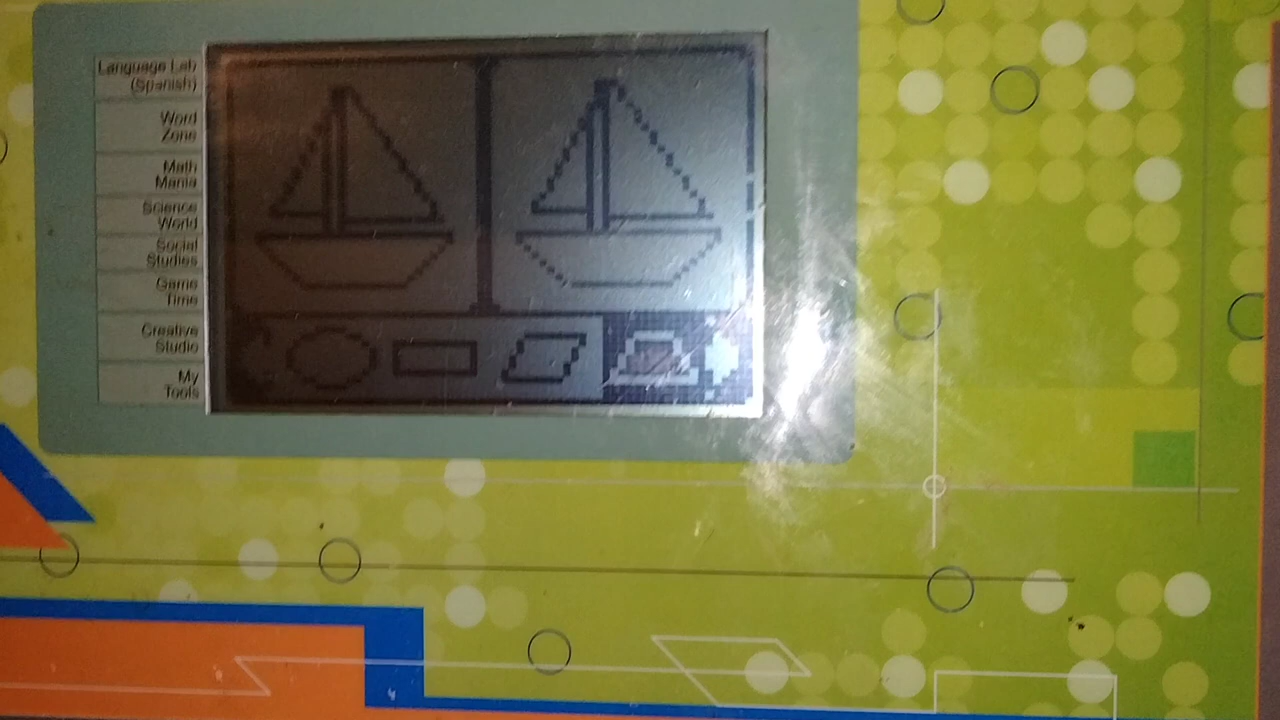 Language Lab
(Spanish)
Word
Zone
Math
Mania
Science
World
Social
Studies
Game
Time
Creative
Studio
My
Tools